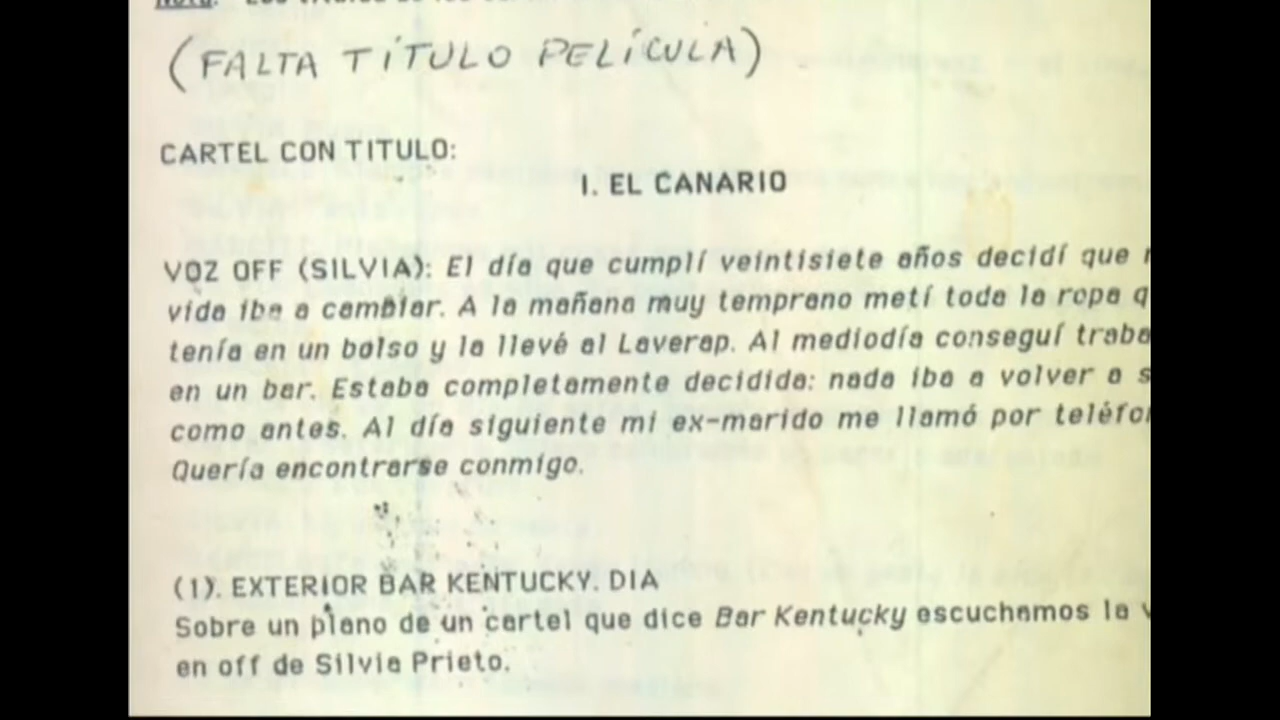 (FALTA TÍTULO PELÍCULA)
CARTEL CON TITULO:
I. EL CANARIO
VOZ OFF (SILVIA): El día que cumplí veintisiete años decidí que
vida iba a cambiar. A la mañana muy temprano metí toda la ropa q
tenía en un bolso y la llevé al Laverap. Al mediodía conseguí traba
en un bar. Estaba completamente decidida: nada iba a volver a s
como antes. Al día siguiente mi ex-marido me llamó por teléfo
Quería encontrarse conmigo.
(1). EXTERIOR BAR KENTUCKY. DIA
Sobre un plano de un cartel que dice Bar Kentucky escuchamos la v
en off de Silvia Prieto.